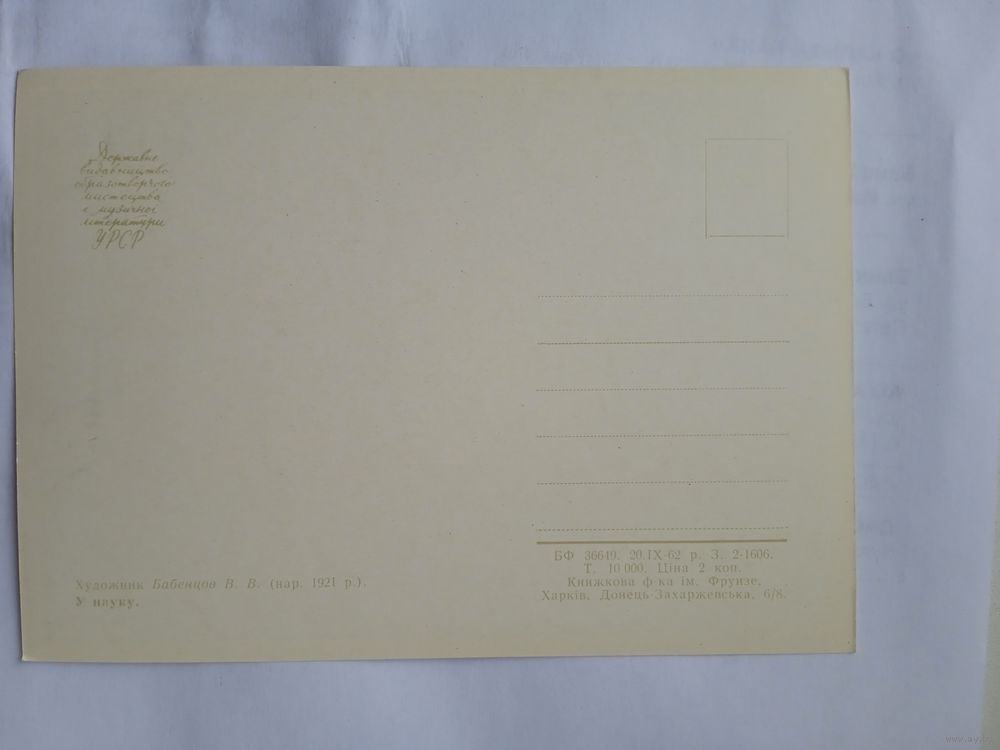 Державне
видавництво
образотворчого
мистецтва
і музичної
літератури
УРСР
БФ 36649. 20.IX-62 р. З. 2-1606.
Т. 10 000. Ціна 2 коп.
Книжкова ф-ка ім. Фрунзе,
Харків, Донець-Захаржевська, 6/8.
Художник Бабенцов В. В. (нар. 1921 р.).
У науку.